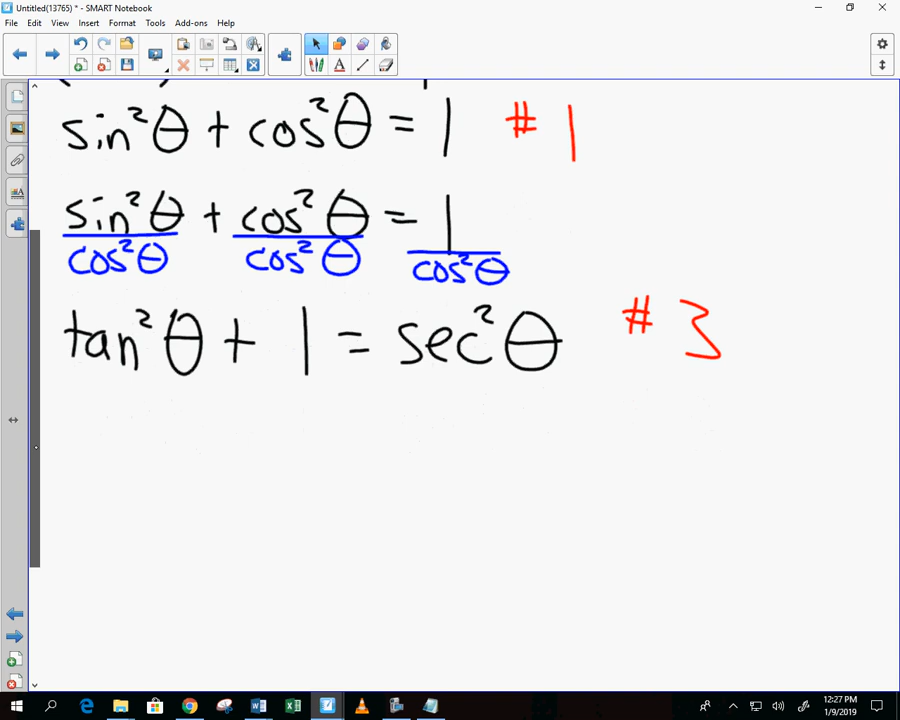 Untitled(13765) * - SMART Notebook
File Edit View Insert Format Tools Add-ons Help
sin²θ + cos²θ = 1 # 1
sin²θ + cos²θ = 1
cos²θ cos²θ cos²θ
tan²θ + 1 = sec²θ # 3
12:27 PM
1/9/2019